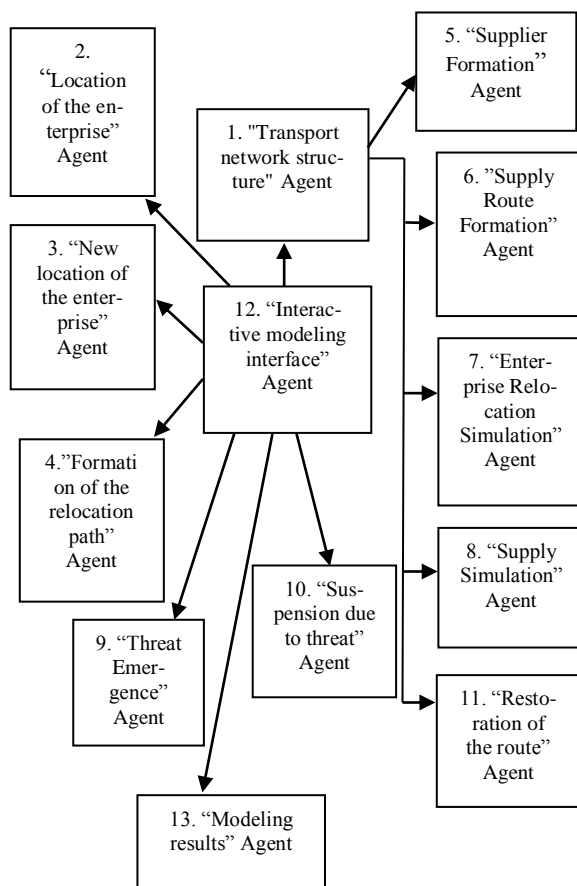 2.
“Location
of the en-
terprise”
Agent
1. "Transport
network struc-
ture" Agent
5. “Supplier
Formation”
Agent
6. ”Supply
Route
Formation”
Agent
3. “New
location of
the enter-
prise”
Agent
12. “Interac-
tive modeling
interface”
Agent
7. “Enter-
prise Relo-
cation
Simulation”
Agent
4.”Formati
on of the
relocation
path”
Agent
8. “Supply
Simulation”
Agent
9. “Threat
Emer-
gence”
Agent
10. “Sus-
pension due
to threat”
Agent
11. “Resto-
ration of
the route”
Agent
13. “Modeling
results” Agent